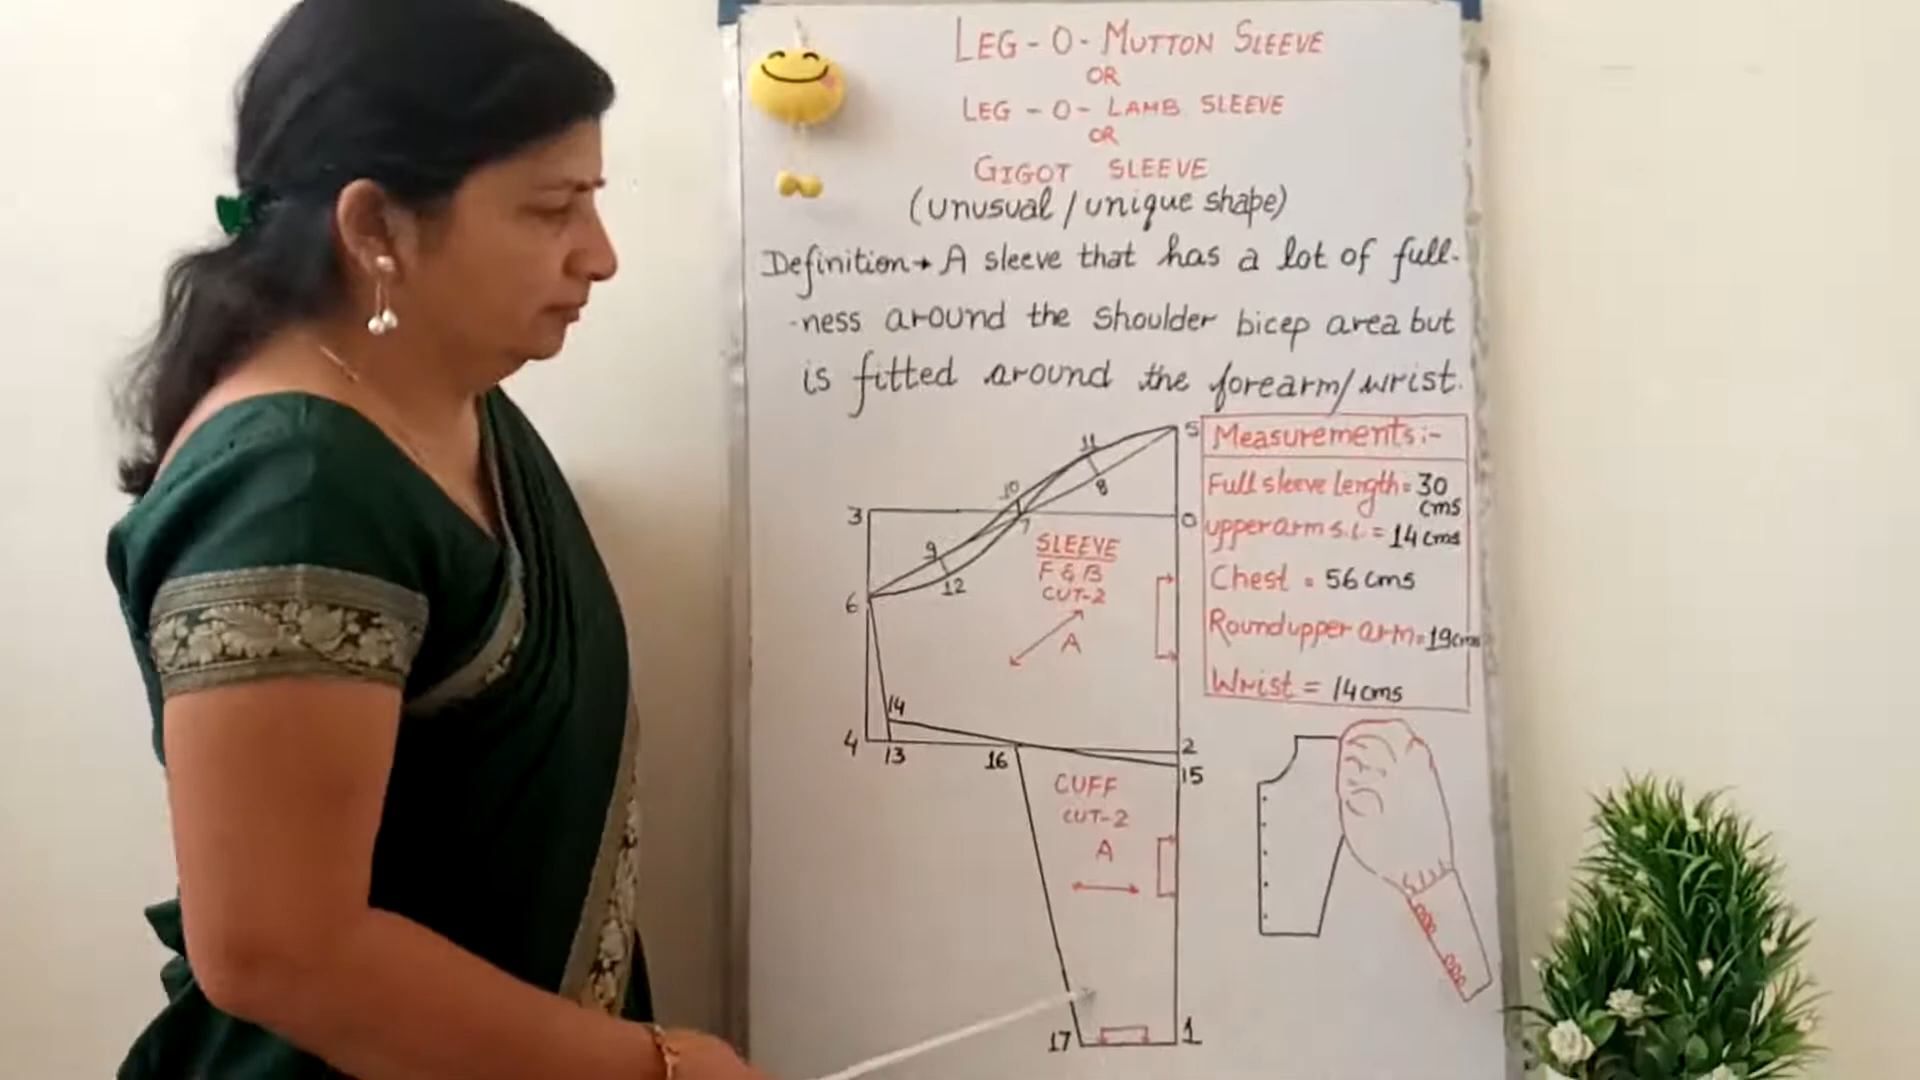 LEG - O - MUTTON SLEEVE
OR
LEG - O - LAMB SLEEVE
OR
GIGOT SLEEVE
(unusual / unique shape)
Definition → A sleeve that has a lot of full-
-ness around the shoulder bicep area but
is fitted around the forearm/wrist.
Measurements:-
Full sleeve length = 30
cms
upper arm s.l. = 14 cms
Chest = 56 cms
Round upper arm = 19 cms
Wrist = 14 cms
5
11
8
10
3
7
0
9
12
6
SLEEVE
F & B
CUT-2
A
14
4
13
16
2
15
CUFF
CUT-2
A
17
1